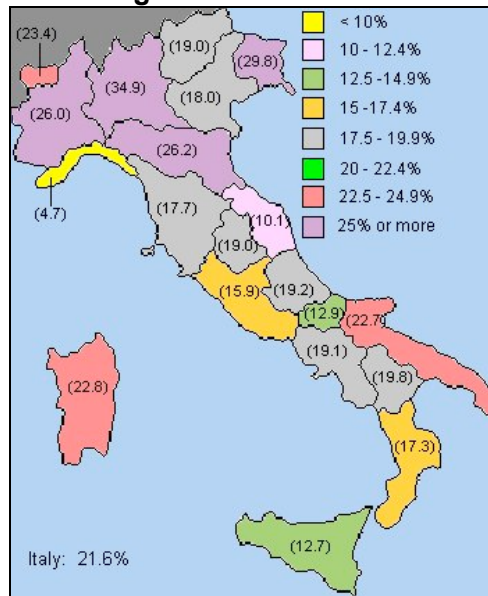 (23.4)
(19.0)
(29.8)
(34.9)
(26.0)
(18.0)
(26.2)
(4.7)
(17.7)
(10.1)
(19.0)
(15.9)
(19.2)
(12.9)
(22.7)
(19.1)
(19.8)
(22.8)
(17.3)
(12.7)
Italy: 21.6%
< 10%
10 - 12.4%
12.5 - 14.9%
15 - 17.4%
17.5 - 19.9%
20 - 22.4%
22.5 - 24.9%
25% or more